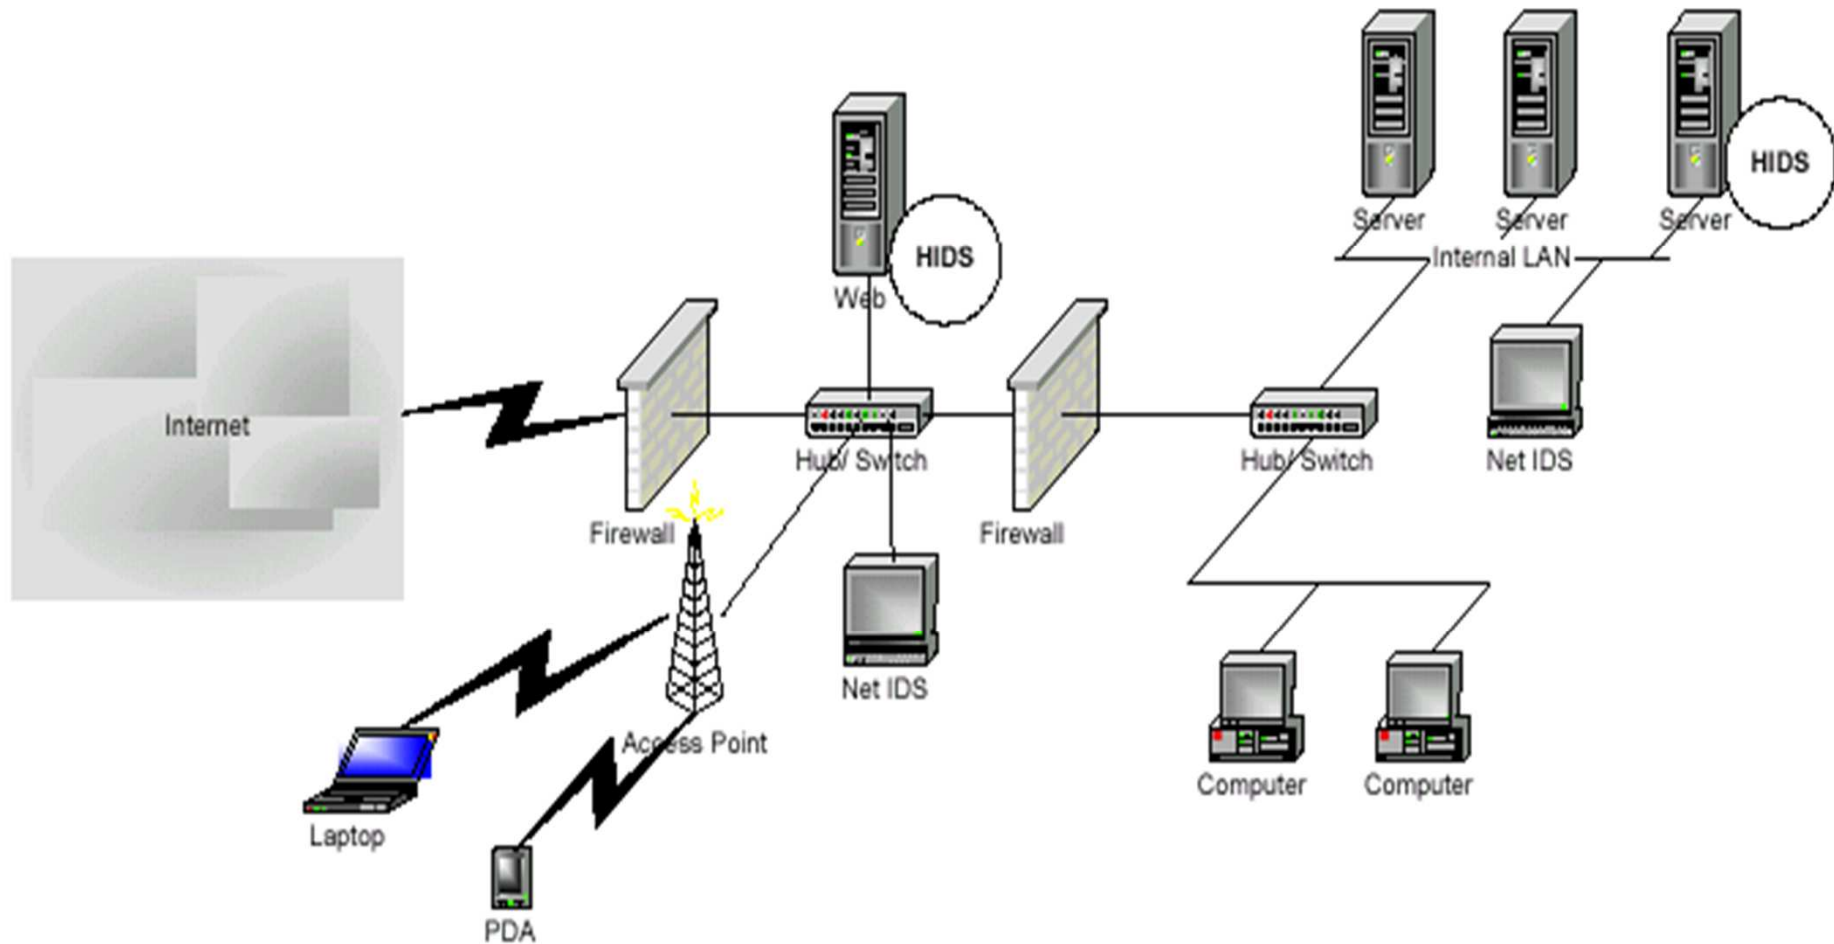 Server
Server
Server
HIDS
Internal LAN
HIDS
Web
Internet
Hub/ Switch
Hub/ Switch
Net IDS
Firewall
Firewall
Net IDS
Access Point
Computer
Computer
Laptop
PDA